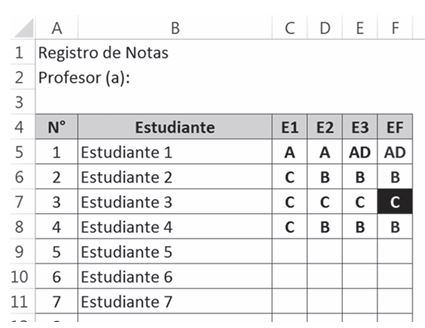 A B C D E F
1 Registro de Notas
2 Profesor (a):
3
4 N° Estudiante E1 E2 E3 EF
5 1 Estudiante 1 A A AD AD
6 2 Estudiante 2 C B B B
7 3 Estudiante 3 C C C C
8 4 Estudiante 4 C B B B
9 5 Estudiante 5
10 6 Estudiante 6
11 7 Estudiante 7